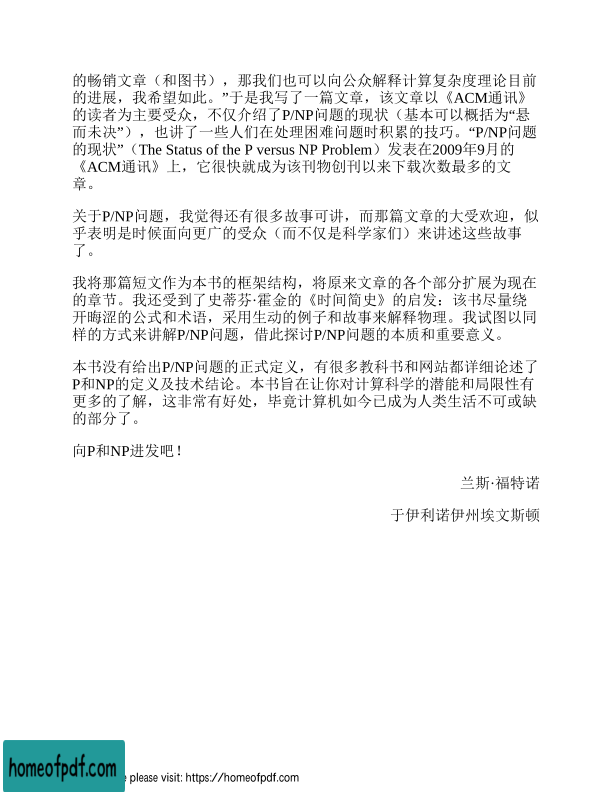 的畅销文章（和图书），那我们也可以向公众解释计算复杂度理论目前
的进展，我希望如此。”于是我写了一篇文章，该文章以《ACM通讯》
的读者为主要受众，不仅介绍了P/NP问题的现状（基本可以概括为“悬
而未决”），也讲了一些人们在处理困难问题时积累的技巧。“P/NP问题
的现状”（The Status of the P versus NP Problem）发表在2009年9月的
《ACM通讯》上，它很快就成为该刊物创刊以来下载次数最多的文
章。
关于P/NP问题，我觉得还有很多故事可讲，而那篇文章的大受欢迎，似
乎表明是时候面向更广的受众（而不仅是科学家们）来讲述这些故事
了。
我将那篇短文作为本书的框架结构，将原来文章的各个部分扩展为现在
的章节。我还受到了史蒂芬·霍金的《时间简史》的启发：该书尽量绕
开晦涩的公式和术语，采用生动的例子和故事来解释物理。我试图以同
样的方式来讲解P/NP问题，借此探讨P/NP问题的本质和重要意义。
本书没有给出P/NP问题的正式定义，有很多教科书和网站都详细论述了
P和NP的定义及技术结论。本书旨在让你对计算科学的潜能和局限性有
更多的了解，这非常有好处，毕竟计算机如今已成为人类生活不可或缺
的部分了。
向P和NP进发吧！
兰斯·福特诺
于伊利诺伊州埃文斯顿
homeofpdf.com
please visit: https://homeofpdf.com